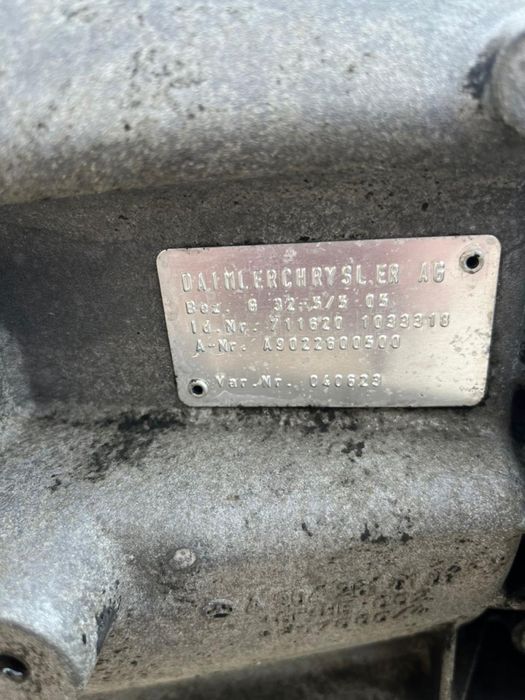 DAIMLERCHRYSLER AG
Bez. G 32-5/5 05
Id.Nr. 711620 1033318
A-Nr. A9022600500
Var.Nr. 040623